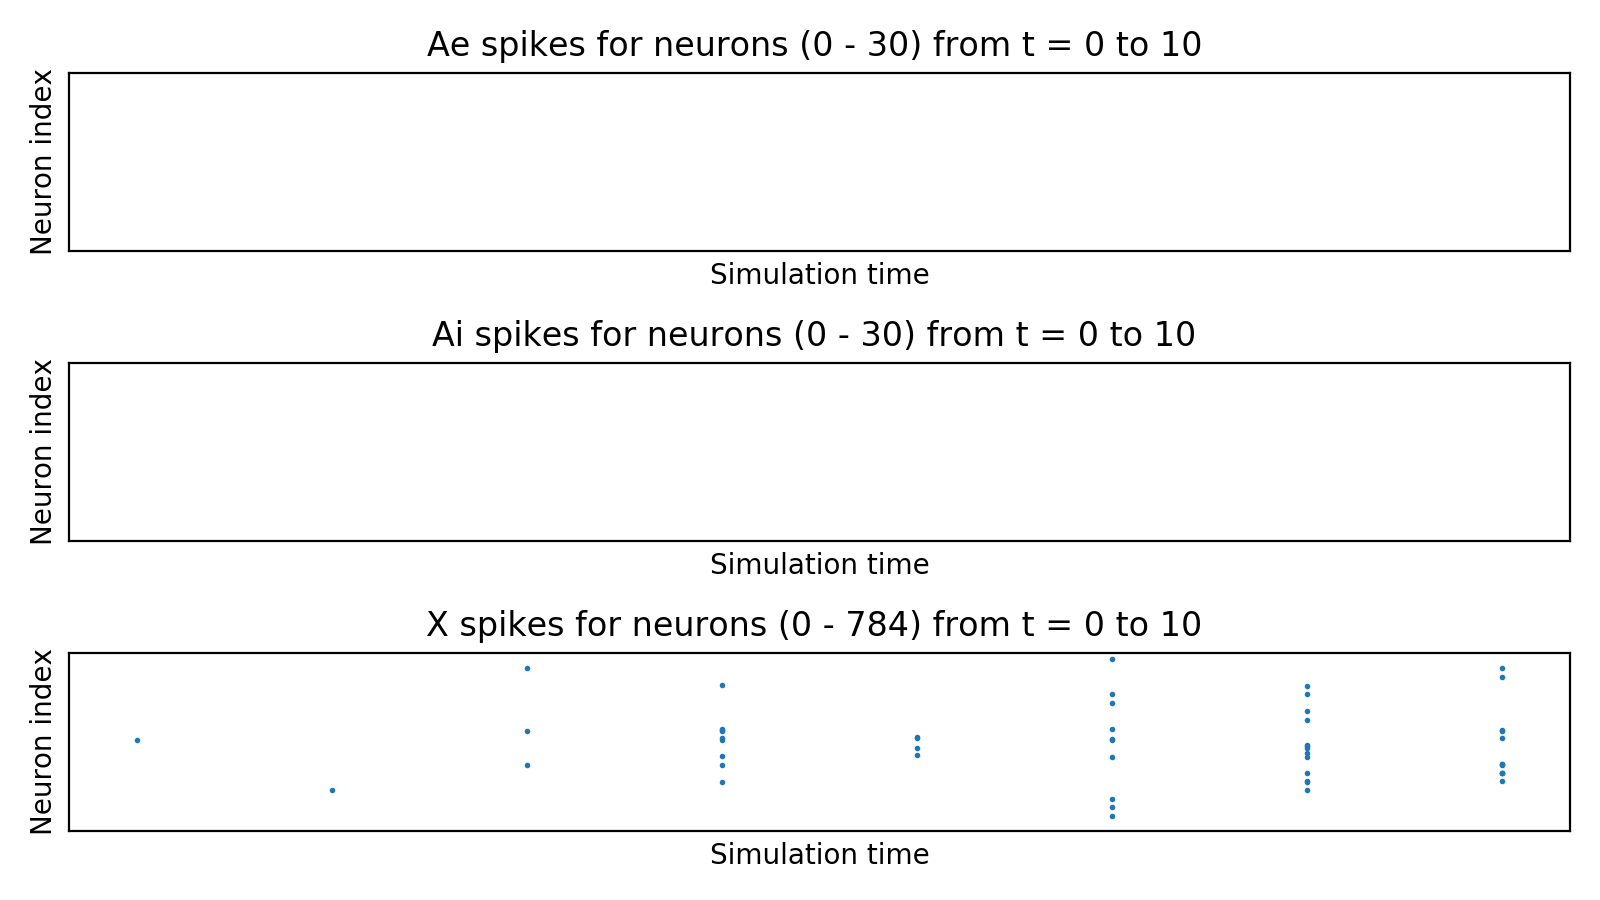 Ae spikes for neurons (0 - 30) from t = 0 to 10
Neuron index
Simulation time
Ai spikes for neurons (0 - 30) from t = 0 to 10
Neuron index
Simulation time
X spikes for neurons (0 - 784) from t = 0 to 10
Neuron index
Simulation time